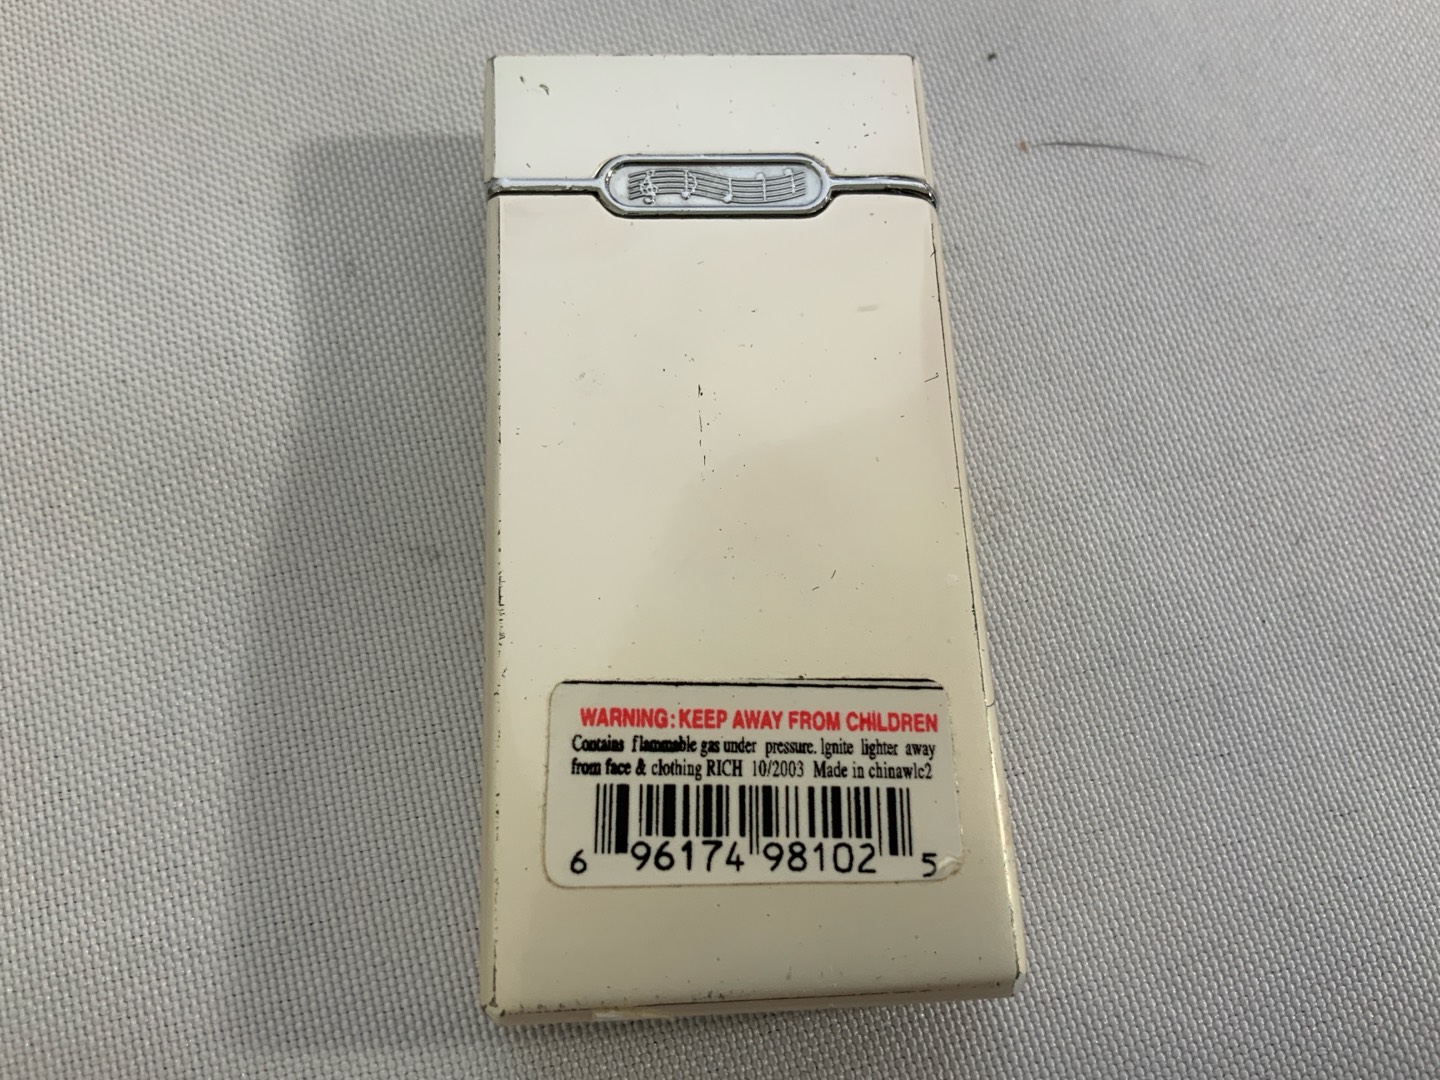 WARNING: KEEP AWAY FROM CHILDREN
Contains flammable gas under pressure. Ignite lighter away
from face & clothing RICH 10/2003 Made in chinawlc2
6 96174 98102 5